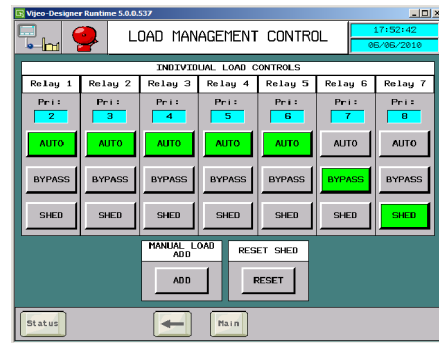 Vijeo-Designer Runtime 5.0.0.537
LOAD MANAGEMENT CONTROL
17:52:42
06/06/2010
INDIVIDUAL LOAD CONTROLS
Relay 1 Relay 2 Relay 3 Relay 4 Relay 5 Relay 6 Relay 7
Pri: Pri: Pri: Pri: Pri: Pri: Pri:
2 3 4 5 6 7 8
AUTO AUTO AUTO AUTO AUTO AUTO AUTO
BYPASS BYPASS BYPASS BYPASS BYPASS BYPASS BYPASS
SHED SHED SHED SHED SHED SHED SHED
MANUAL LOAD
ADD
RESET SHED
ADD RESET
Status Main